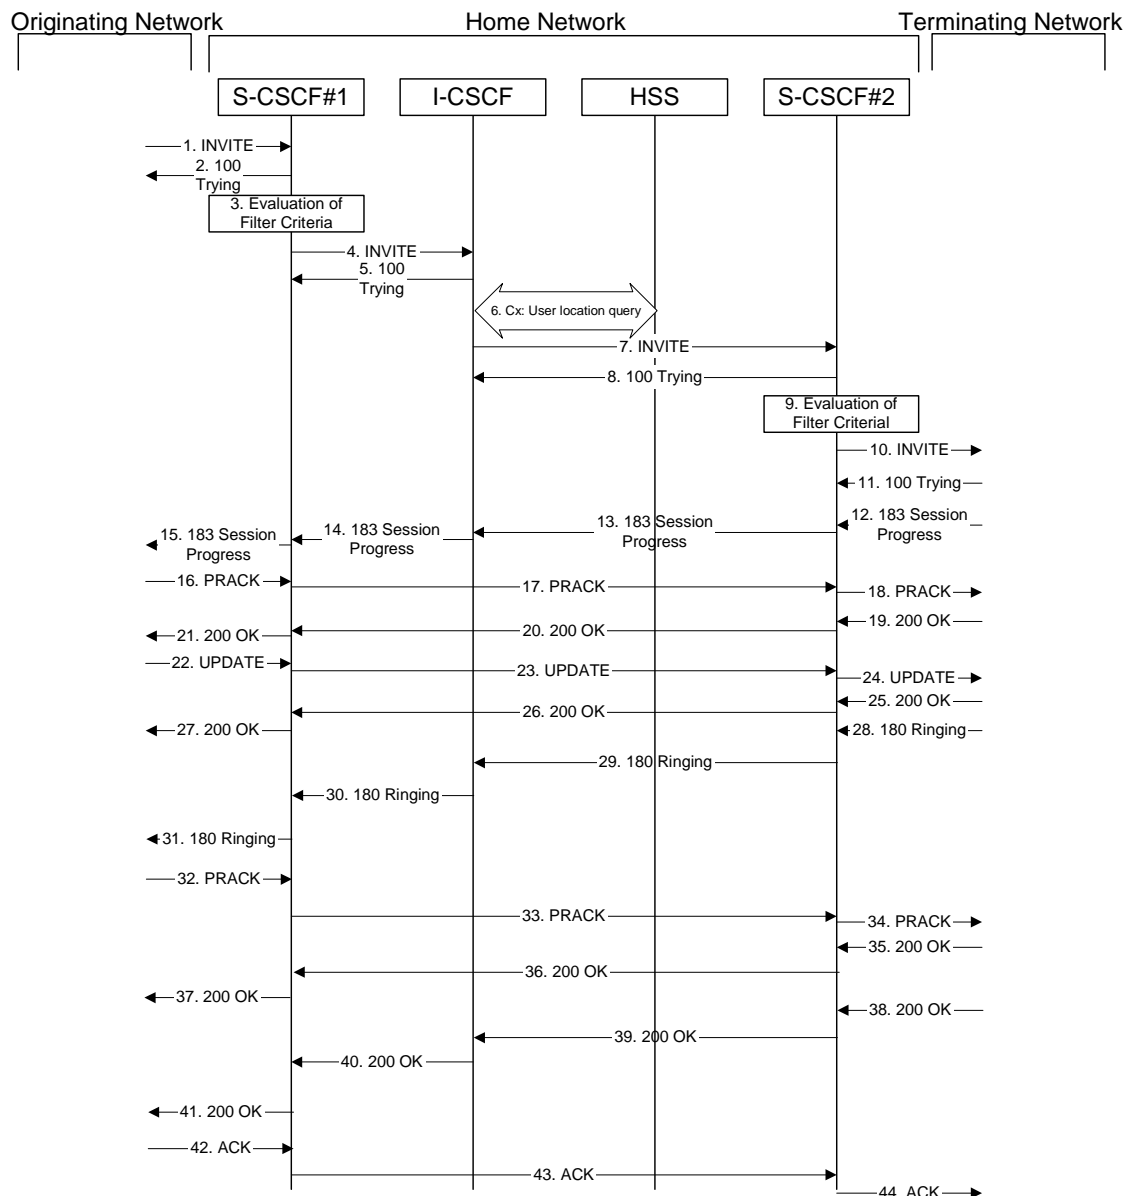 Originating Network
Home Network
Terminating Network
S-CSCF#1
I-CSCF
HSS
S-CSCF#2
1. INVITE
2. 100
Trying
3. Evaluation of
Filter Criteria
4. INVITE
5. 100
Trying
6. Cx: User location query
7. INVITE
8. 100 Trying
9. Evaluation of
Filter Criterial
10. INVITE
11. 100 Trying
12. 183 Session
Progress
13. 183 Session
Progress
14. 183 Session
Progress
15. 183 Session
Progress
16. PRACK
17. PRACK
18. PRACK
19. 200 OK
20. 200 OK
21. 200 OK
22. UPDATE
23. UPDATE
24. UPDATE
25. 200 OK
26. 200 OK
27. 200 OK
28. 180 Ringing
29. 180 Ringing
30. 180 Ringing
31. 180 Ringing
32. PRACK
33. PRACK
34. PRACK
35. 200 OK
36. 200 OK
37. 200 OK
38. 200 OK
39. 200 OK
40. 200 OK
41. 200 OK
42. ACK
43. ACK
44. ACK